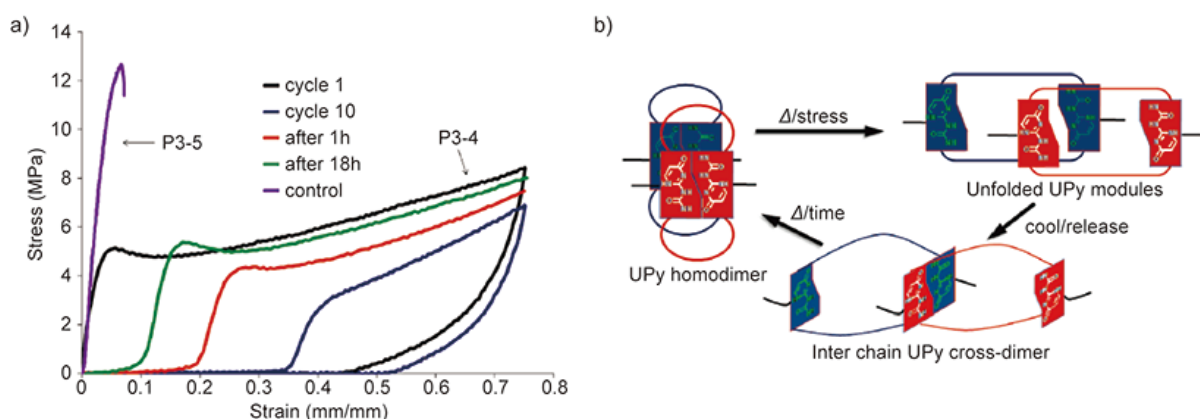 a)
14
12
10
8
6
4
2
0
Stress (MPa)
0.1
0.2
0.3
0.4
0.5
0.6
0.7
0.8
Strain (mm/mm)
P3-5
cycle 1
cycle 10
after 1h
after 18h
control
P3-4
b)
Δ/stress
Unfolded UPy modules
cool/release
Δ/time
UPy homodimer
Inter chain UPy cross-dimer